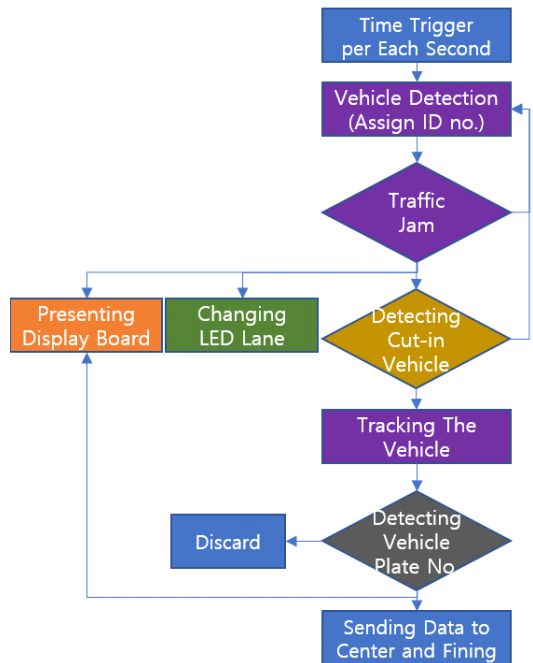 Time Trigger
per Each Second
Vehicle Detection
(Assign ID no.)
Traffic
Jam
Presenting
Display Board
Changing
LED Lane
Detecting
Cut-in
Vehicle
Tracking The
Vehicle
Discard
Detecting
Vehicle
Plate No
Sending Data to
Center and Fining